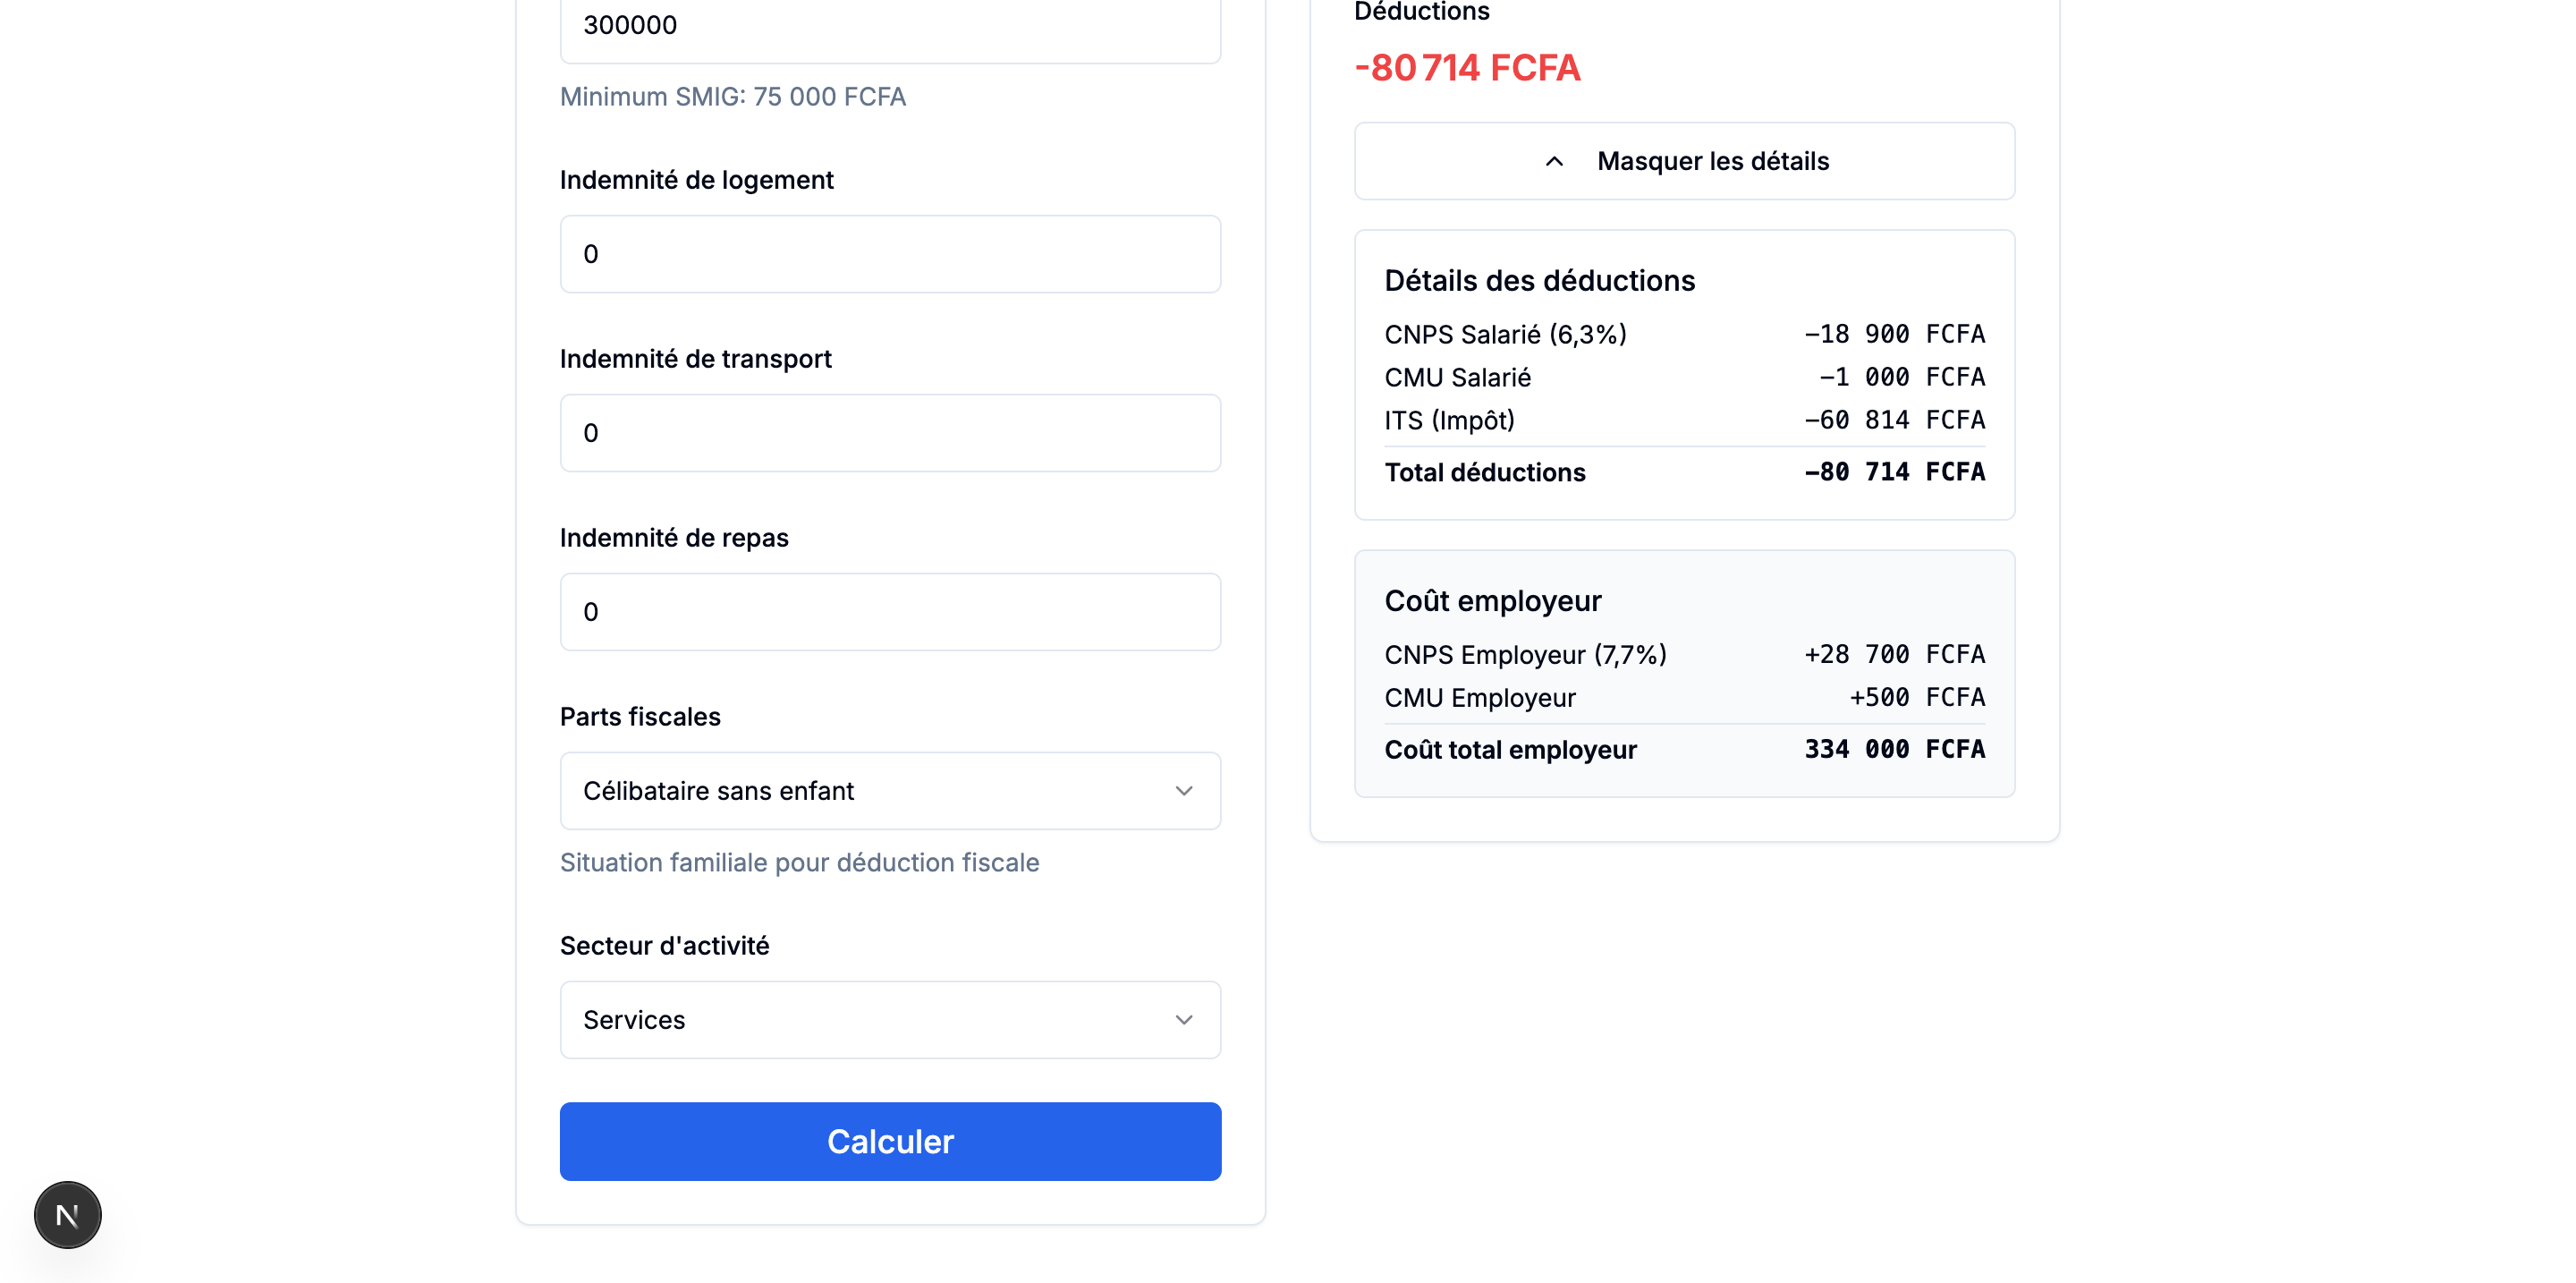 300000
Minimum SMIG: 75 000 FCFA
Indemnité de logement
0
Indemnité de transport
0
Indemnité de repas
0
Parts fiscales
Célibataire sans enfant
Situation familiale pour déduction fiscale
Secteur d'activité
Services
Calculer
Déductions
-80 714 FCFA
Masquer les détails
Détails des déductions
CNPS Salarié (6,3%) −18 900 FCFA
CMU Salarié −1 000 FCFA
ITS (Impôt) −60 814 FCFA
Total déductions −80 714 FCFA
Coût employeur
CNPS Employeur (7,7%) +28 700 FCFA
CMU Employeur +500 FCFA
Coût total employeur 334 000 FCFA
N